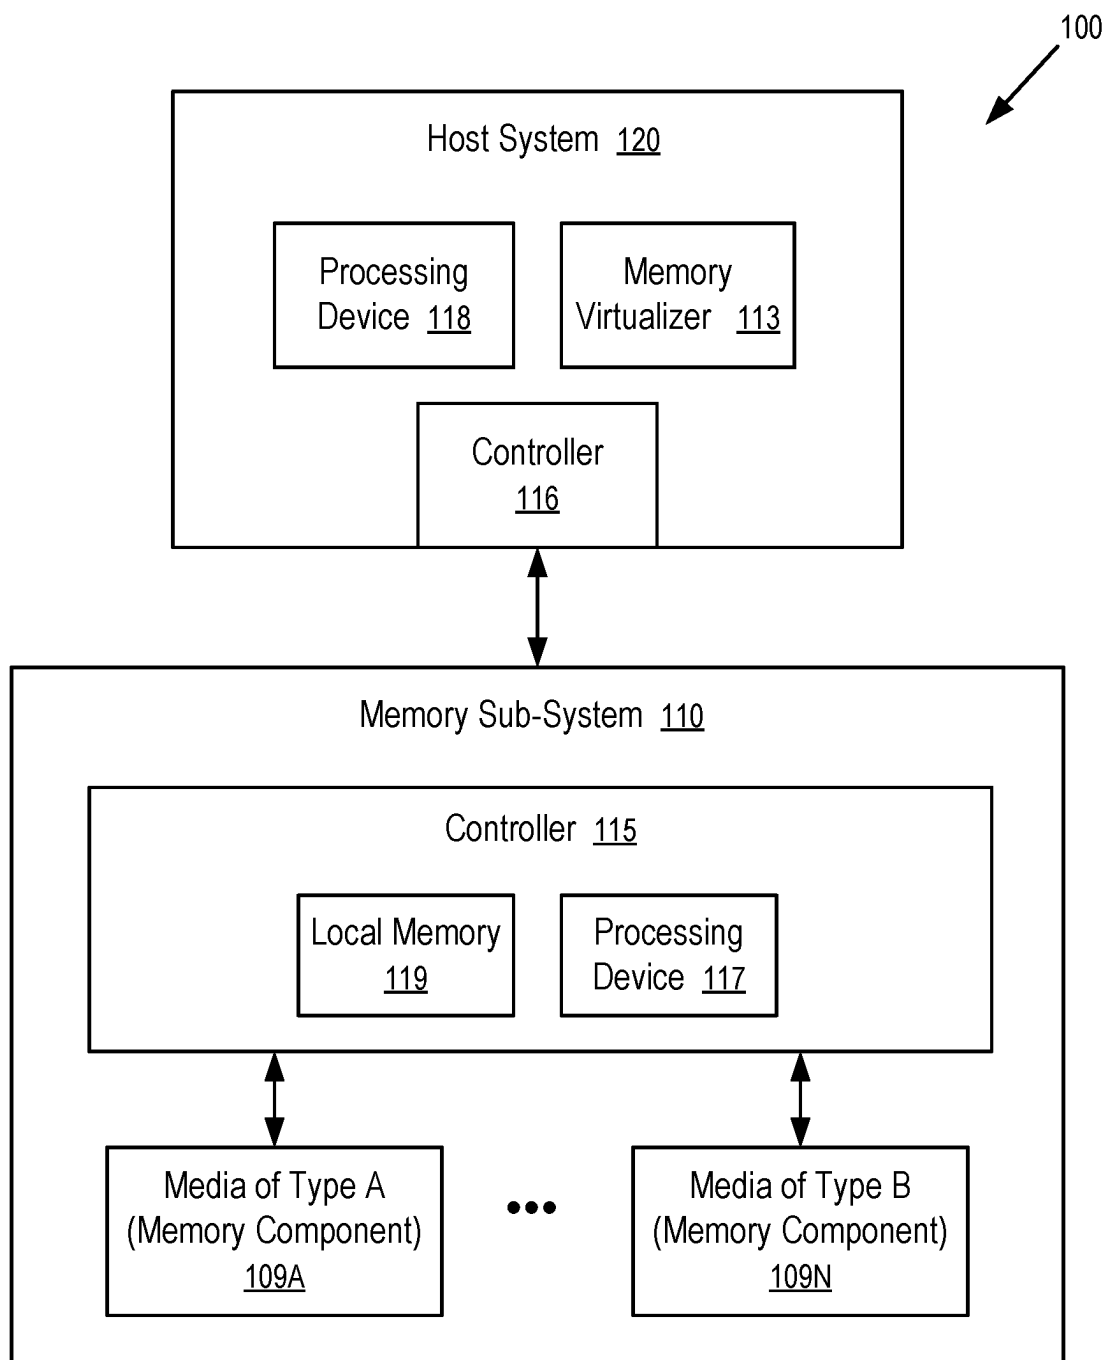 100
Host System 120
Processing
Device 118
Memory
Virtualizer 113
Controller
116
Memory Sub-System 110
Controller 115
Local Memory
119
Processing
Device 117
Media of Type A
(Memory Component)
109A
•••
Media of Type B
(Memory Component)
109N